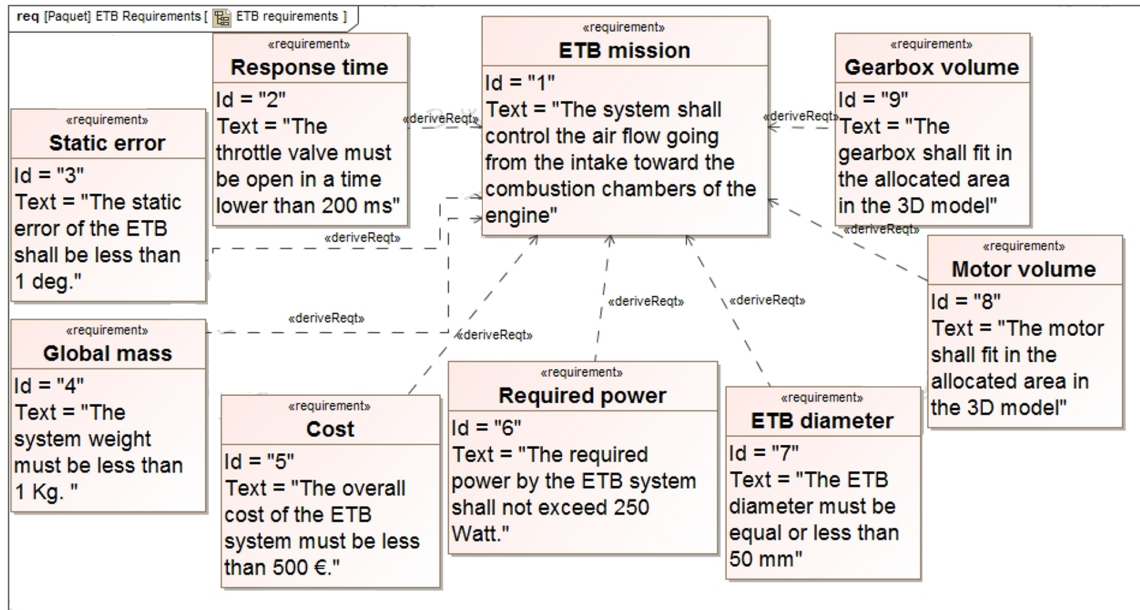 req [Paquet] ETB Requirements [ ETB requirements ]
«requirement»
Response time
Id = "2"
Text = "The
throttle valve must
be open in a time
lower than 200 ms"
«requirement»
ETB mission
Id = "1"
Text = "The system shall
control the air flow going
from the intake toward the
combustion chambers of the
engine"
«requirement»
Gearbox volume
Id = "9"
Text = "The
gearbox shall fit in
the allocated area
in the 3D model"
«deriveReqt»
«deriveReqt»
«requirement»
Static error
Id = "3"
Text = "The static
error of the ETB
shall be less than
1 deg."
«deriveReqt»
«deriveReqt»
«requirement»
Motor volume
Id = "8"
Text = "The motor
shall fit in the
allocated area in
the 3D model"
«requirement»
Global mass
Id = "4"
Text = "The
system weight
must be less than
1 Kg. "
«deriveReqt»
«deriveReqt»
«deriveReqt»
«deriveReqt»
«requirement»
Cost
Id = "5"
Text = "The overall
cost of the ETB
system must be less
than 500 €."
«requirement»
Required power
Id = "6"
Text = "The required
power by the ETB system
shall not exceed 250
Watt."
«requirement»
ETB diameter
Id = "7"
Text = "The ETB
diameter must be
equal or less than
50 mm"